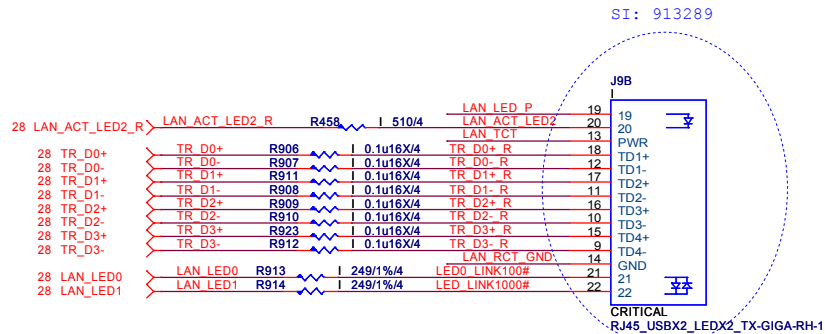 SI: 913289
J9B
LAN_LED_P 19 19
28 LAN_ACT_LED2_R LAN_ACT_LED2_R R458 I 510/4 LAN_ACT_LED2 20 20
LAN_TCT 13 PWR
28 TR_D0+ TR_D0+ R906 I 0.1u16X/4 TR_D0+_R 18 TD1+
28 TR_D0- TR_D0- R907 I 0.1u16X/4 TR_D0-_R 12 TD1-
28 TR_D1+ TR_D1+ R911 I 0.1u16X/4 TR_D1+_R 17 TD2+
28 TR_D1- TR_D1- R908 I 0.1u16X/4 TR_D1-_R 11 TD2-
28 TR_D2+ TR_D2+ R909 I 0.1u16X/4 TR_D2+_R 16 TD3+
28 TR_D2- TR_D2- R910 I 0.1u16X/4 TR_D2-_R 10 TD3-
28 TR_D3+ TR_D3+ R923 I 0.1u16X/4 TR_D3+_R 15 TD4+
28 TR_D3- TR_D3- R912 I 0.1u16X/4 TR_D3-_R 9 TD4-
LAN_RCT_GND 14 GND
28 LAN_LED0 LAN_LED0 R913 I 249/1%/4 LED0_LINK100# 21 21
28 LAN_LED1 LAN_LED1 R914 I 249/1%/4 LED_LINK1000# 22 22
CRITICAL
RJ45_USBX2_LEDX2_TX-GIGA-RH-1